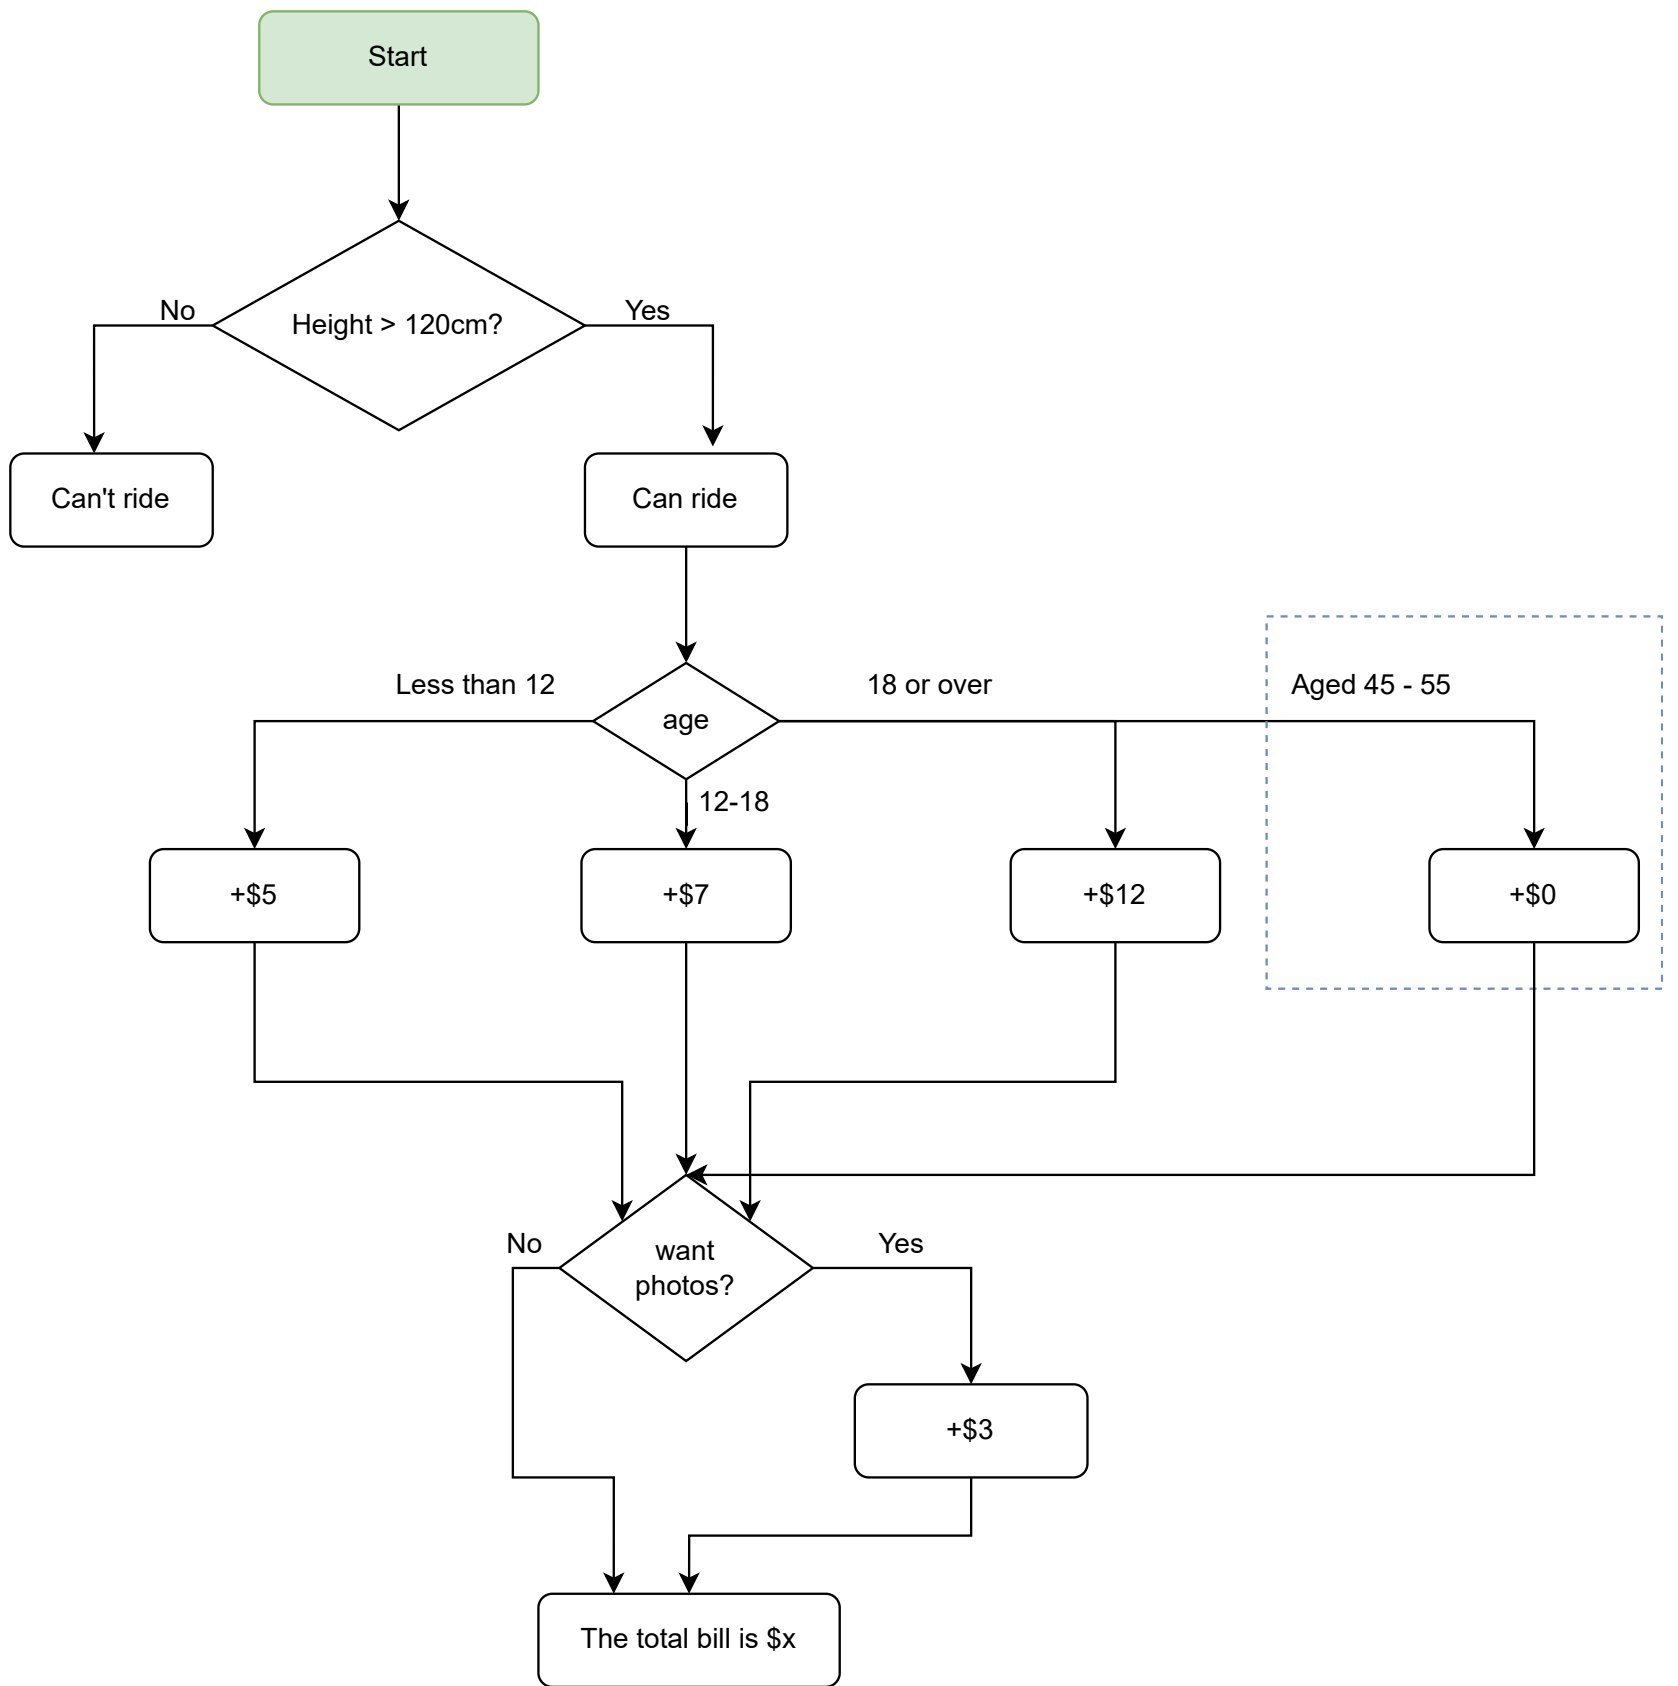 Start
Height > 120cm?
No
Yes
Can't ride
Can ride
Less than 12
age
18 or over
Aged 45 - 55
12-18
+$5
+$7
+$12
+$0
want
photos?
No
Yes
+$3
The total bill is $x